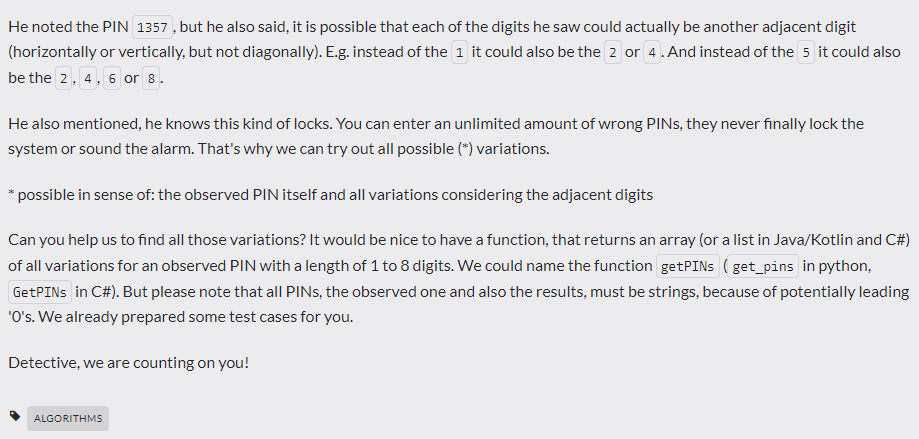 He noted the PIN 1357, but he also said, it is possible that each of the digits he saw could actually be another adjacent digit
(horizontally or vertically, but not diagonally). E.g. instead of the 1 it could also be the 2 or 4. And instead of the 5 it could also
be the 2, 4, 6 or 8.
He also mentioned, he knows this kind of locks. You can enter an unlimited amount of wrong PINs, they never finally lock the
system or sound the alarm. That's why we can try out all possible (*) variations.
* possible in sense of: the observed PIN itself and all variations considering the adjacent digits
Can you help us to find all those variations? It would be nice to have a function, that returns an array (or a list in Java/Kotlin and C#)
of all variations for an observed PIN with a length of 1 to 8 digits. We could name the function getPINs (get_pins in python,
GetPINs in C#). But please note that all PINs, the observed one and also the results, must be strings, because of potentially leading
'0's. We already prepared some test cases for you.
Detective, we are counting on you!
ALGORITHMS